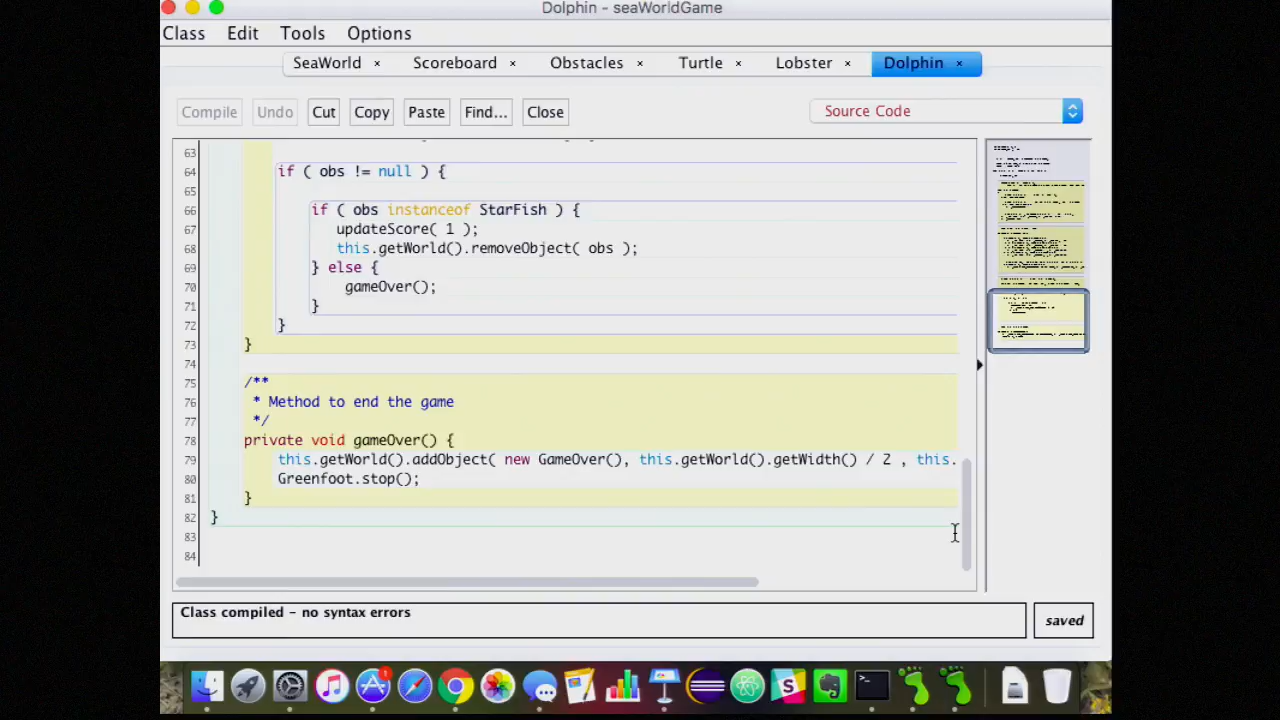 Dolphin - seaWorldGame
Class Edit Tools Options
SeaWorld × Scoreboard × Obstacles × Turtle × Lobster × Dolphin ×
Compile Undo Cut Copy Paste Find... Close Source Code
63
64 if ( obs != null ) {
65
66 if ( obs instanceof StarFish ) {
67 updateScore( 1 );
68 this.getWorld().removeObject( obs );
69 } else {
70 gameOver();
71 }
72 }
73 }
74
75 /**
76 * Method to end the game
77 */
78 private void gameOver() {
79 this.getWorld().addObject( new GameOver(), this.getWorld().getWidth() / 2 , this.
80 Greenfoot.stop();
81 }
82 }
83
84
Class compiled - no syntax errors
saved